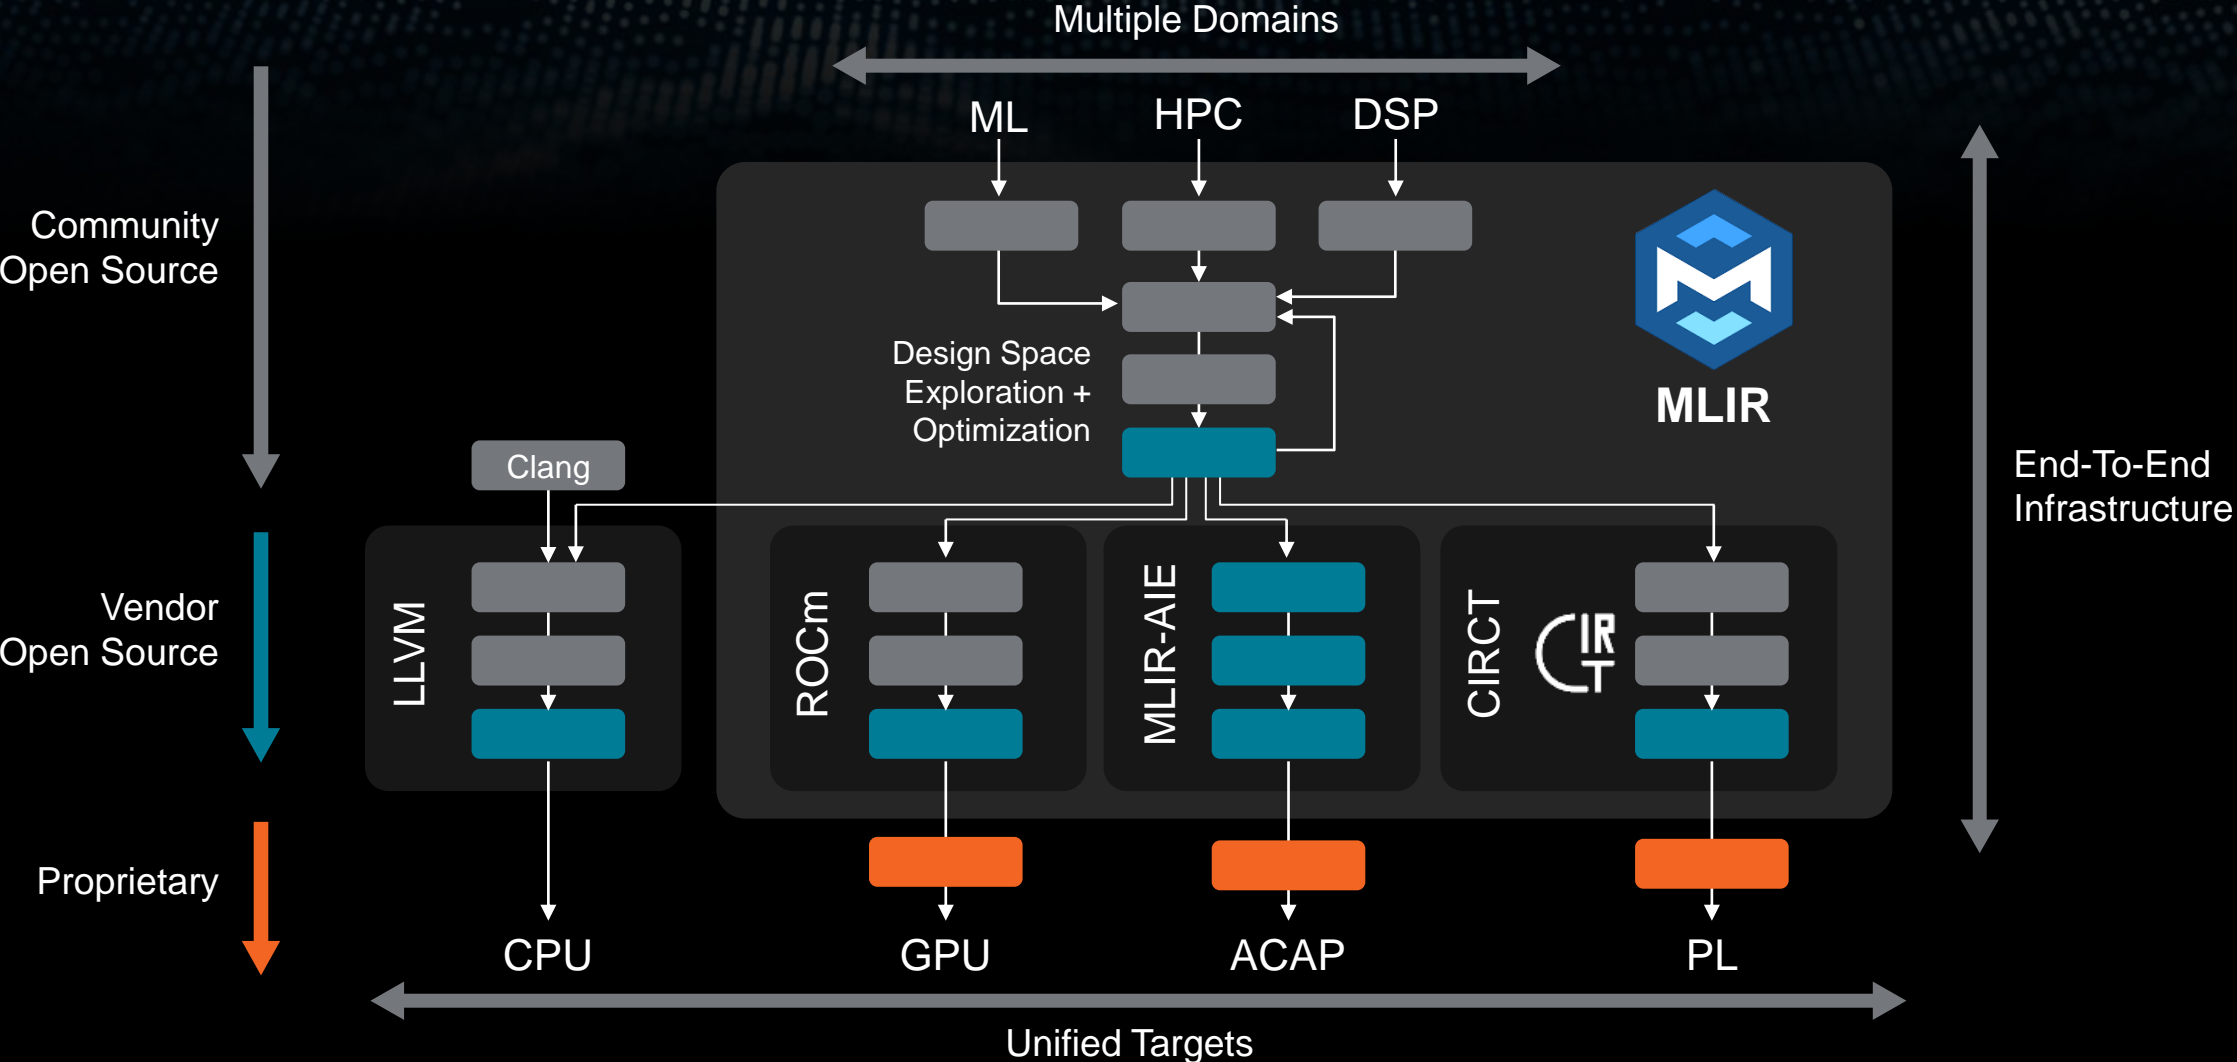 Multiple Domains
ML
HPC
DSP
Community
Open Source
MLIR
Design Space
Exploration +
Optimization
Clang
End-To-End
Infrastructure
Vendor
Open Source
LLVM
ROCm
MLIR-AIE
CIRCT
CIR
T
Proprietary
CPU
GPU
ACAP
PL
Unified Targets